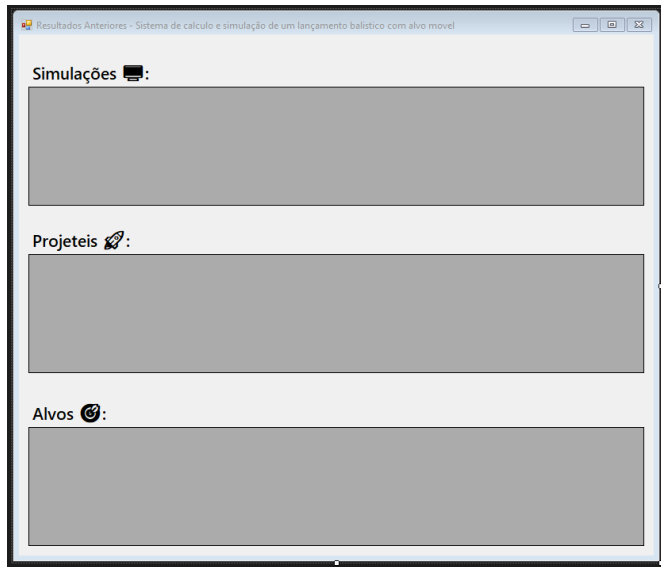 Resultados Anteriores - Sistema de calculo e simulação de um lançamento balistico com alvo movel
Simulações 🖥:
Projeteis 🚀:
Alvos 🎯: